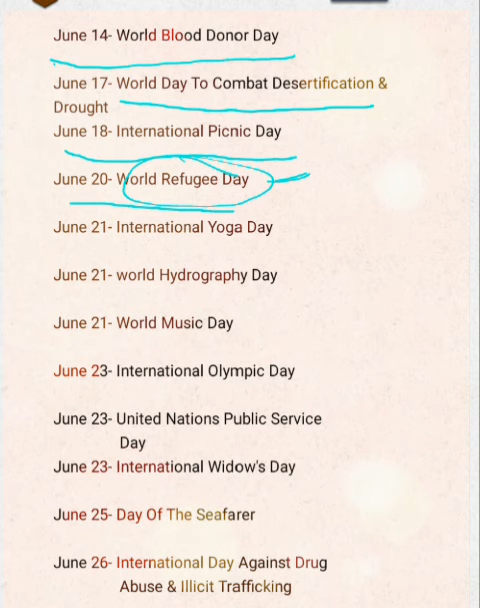 June 14- World Blood Donor Day
June 17- World Day To Combat Desertification &
Drought
June 18- International Picnic Day
June 20- World Refugee Day
June 21- International Yoga Day
June 21- world Hydrography Day
June 21- World Music Day
June 23- International Olympic Day
June 23- United Nations Public Service
Day
June 23- International Widow's Day
June 25- Day Of The Seafarer
June 26- International Day Against Drug
Abuse & Illicit Trafficking